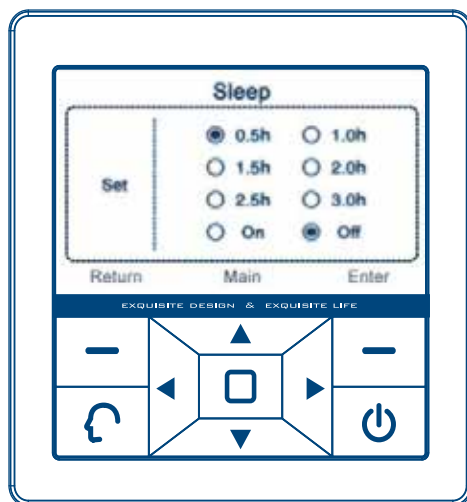 Sleep
Set
0.5h 1.0h
1.5h 2.0h
2.5h 3.0h
On Off
Return Main Enter
EXQUISITE DESIGN & EXQUISITE LIFE